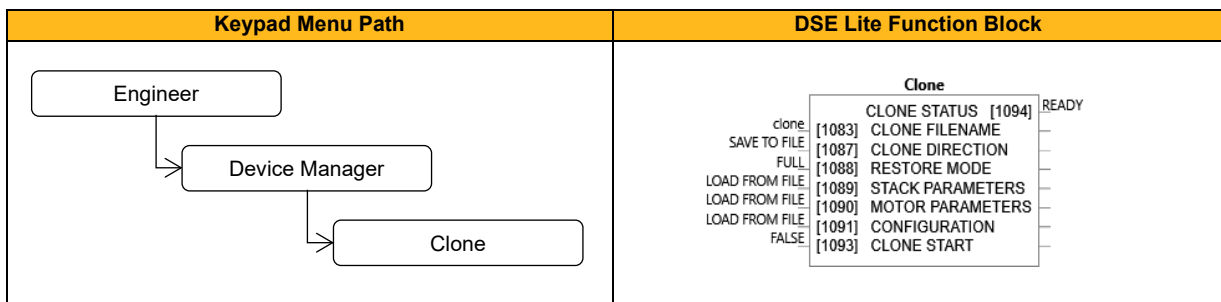 Keypad Menu Path
DSE Lite Function Block
Engineer
Device Manager
Clone
Clone
CLONE STATUS [1094] READY
clone [1083] CLONE FILENAME
SAVE TO FILE [1087] CLONE DIRECTION
FULL [1088] RESTORE MODE
LOAD FROM FILE [1089] STACK PARAMETERS
LOAD FROM FILE [1090] MOTOR PARAMETERS
LOAD FROM FILE [1091] CONFIGURATION
FALSE [1093] CLONE START